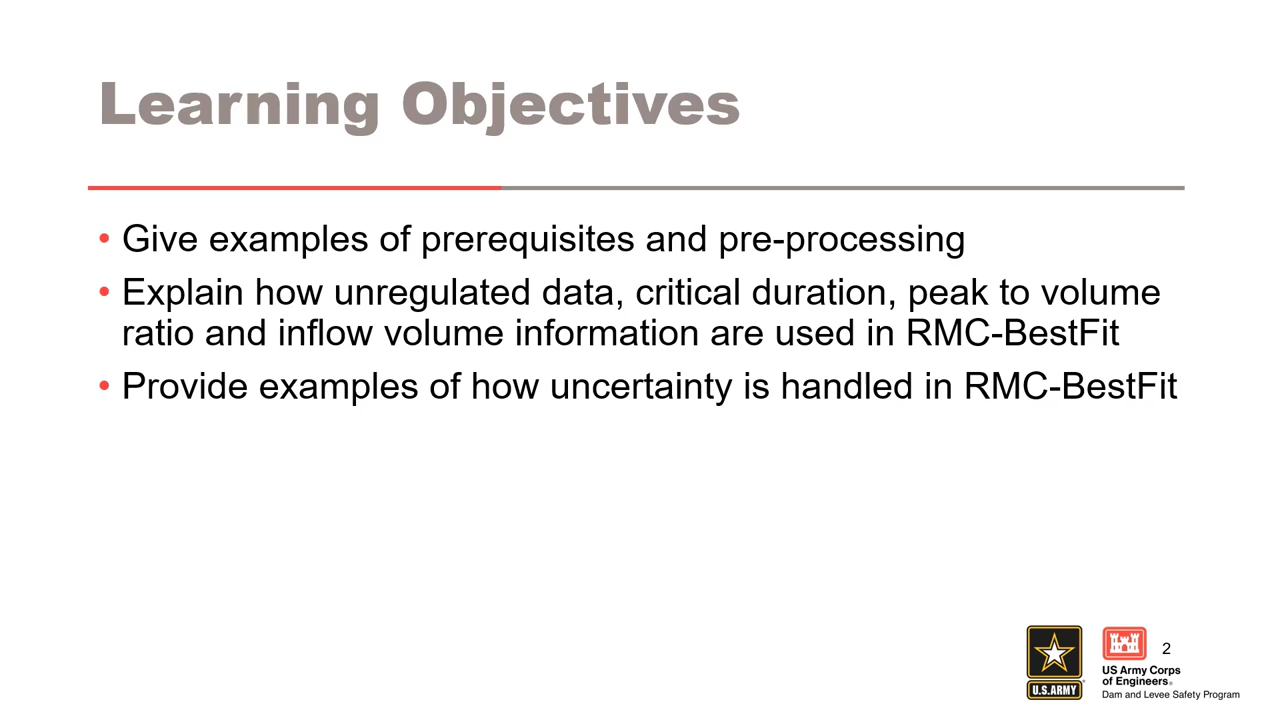 Learning Objectives
• Give examples of prerequisites and pre-processing
• Explain how unregulated data, critical duration, peak to volume
ratio and inflow volume information are used in RMC-BestFit
• Provide examples of how uncertainty is handled in RMC-BestFit
U.S.ARMY
2
US Army Corps
of Engineers®
Dam and Levee Safety Program